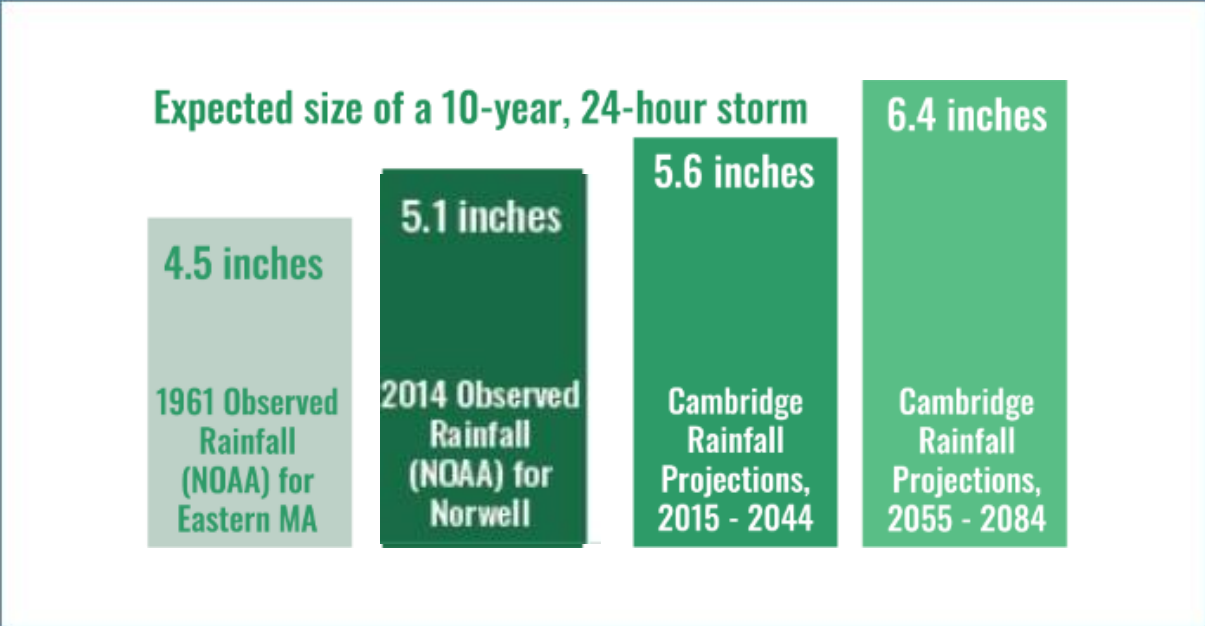 Expected size of a 10-year, 24-hour storm
4.5 inches
1961 Observed
Rainfall
(NOAA) for
Eastern MA
5.1 inches
2014 Observed
Rainfall
(NOAA) for
Norwell
5.6 inches
Cambridge
Rainfall
Projections,
2015 - 2044
6.4 inches
Cambridge
Rainfall
Projections,
2055 - 2084